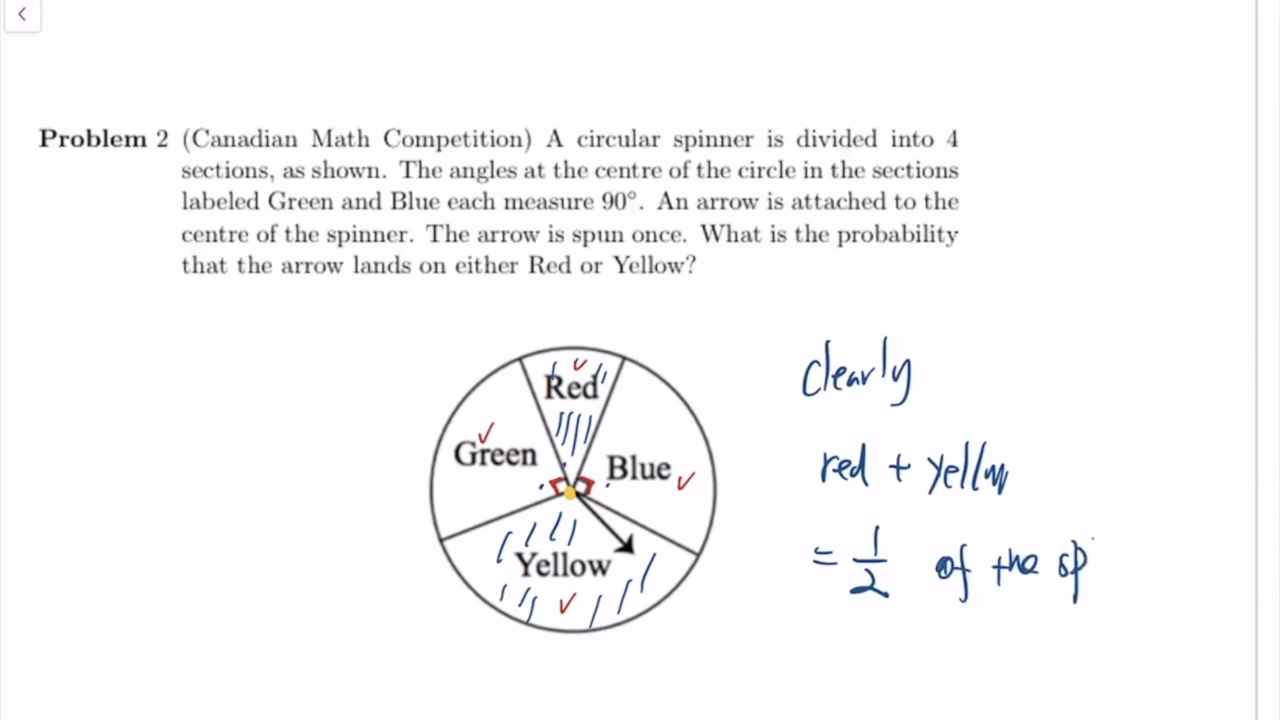 Problem 2 (Canadian Math Competition) A circular spinner is divided into 4
sections, as shown. The angles at the centre of the circle in the sections
labeled Green and Blue each measure 90°. An arrow is attached to the
centre of the spinner. The arrow is spun once. What is the probability
that the arrow lands on either Red or Yellow?
Red
Green
Blue
Yellow
clearly
red + yellow
= 1/2 of the sp